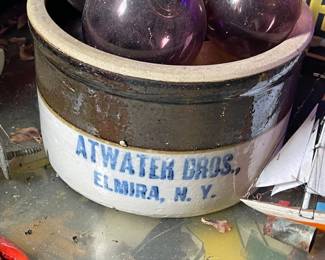 ATWATER BROS.,
ELMIRA, N. Y.